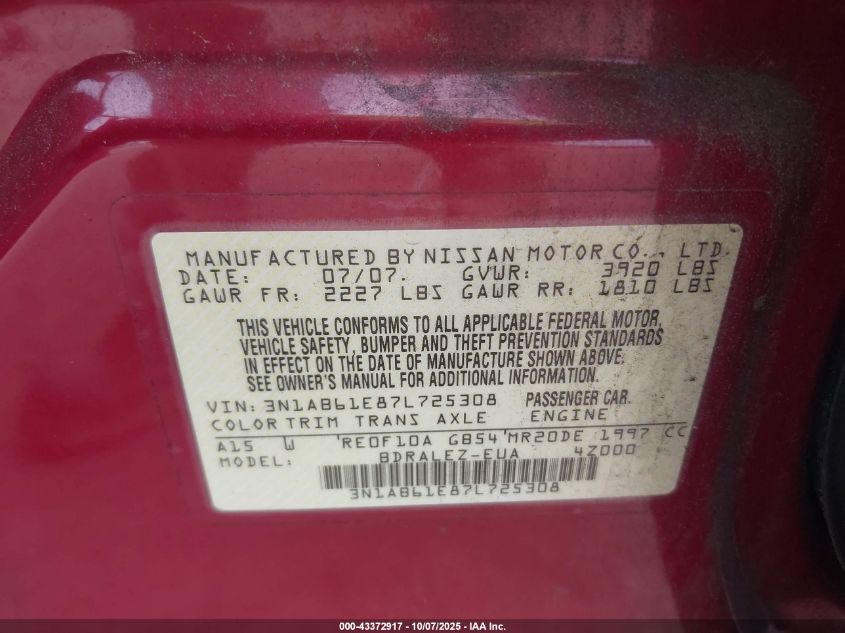 MANUFACTURED BY NISSAN MOTOR CO., LTD.
DATE: 07/07. GVWR: 3920 LBS
GAWR FR: 2227 LBS GAWR RR: 1810 LBS
THIS VEHICLE CONFORMS TO ALL APPLICABLE FEDERAL MOTOR,
VEHICLE SAFETY, BUMPER AND THEFT PREVENTION STANDARDS
IN EFFECT ON THE DATE OF MANUFACTURE SHOWN ABOVE.
SEE OWNER'S MANUAL FOR ADDITIONAL INFORMATION.
VIN: 3N1AB61E87L725308 PASSENGER CAR.
COLOR TRIM TRANS AXLE ENGINE
A15 W 'RE0F10A GB54'MR20DE 1997 CC
MODEL: BDRALEZ-EUA 4Z000
3N1AB61E87L725308
000-43372917 - 10/07/2025 - IAA Inc.